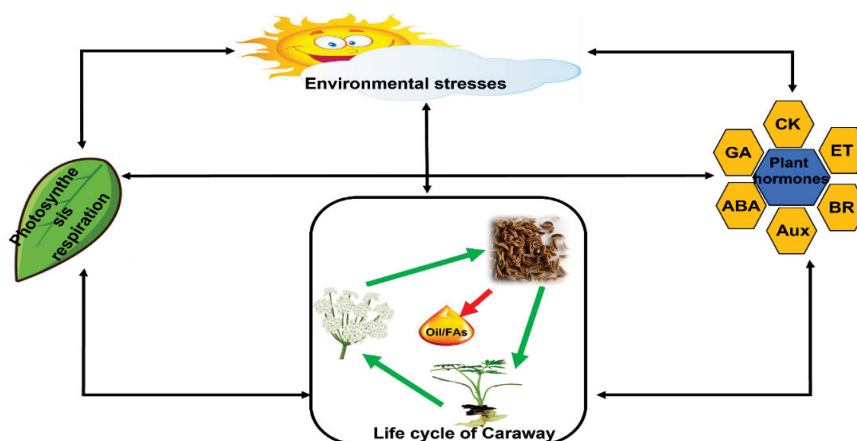 Environmental stresses
Photosynthe
sis
respiration
CK
GA
ET
Plant
hormones
ABA
BR
Aux
Oil/FAs
Life cycle of Caraway